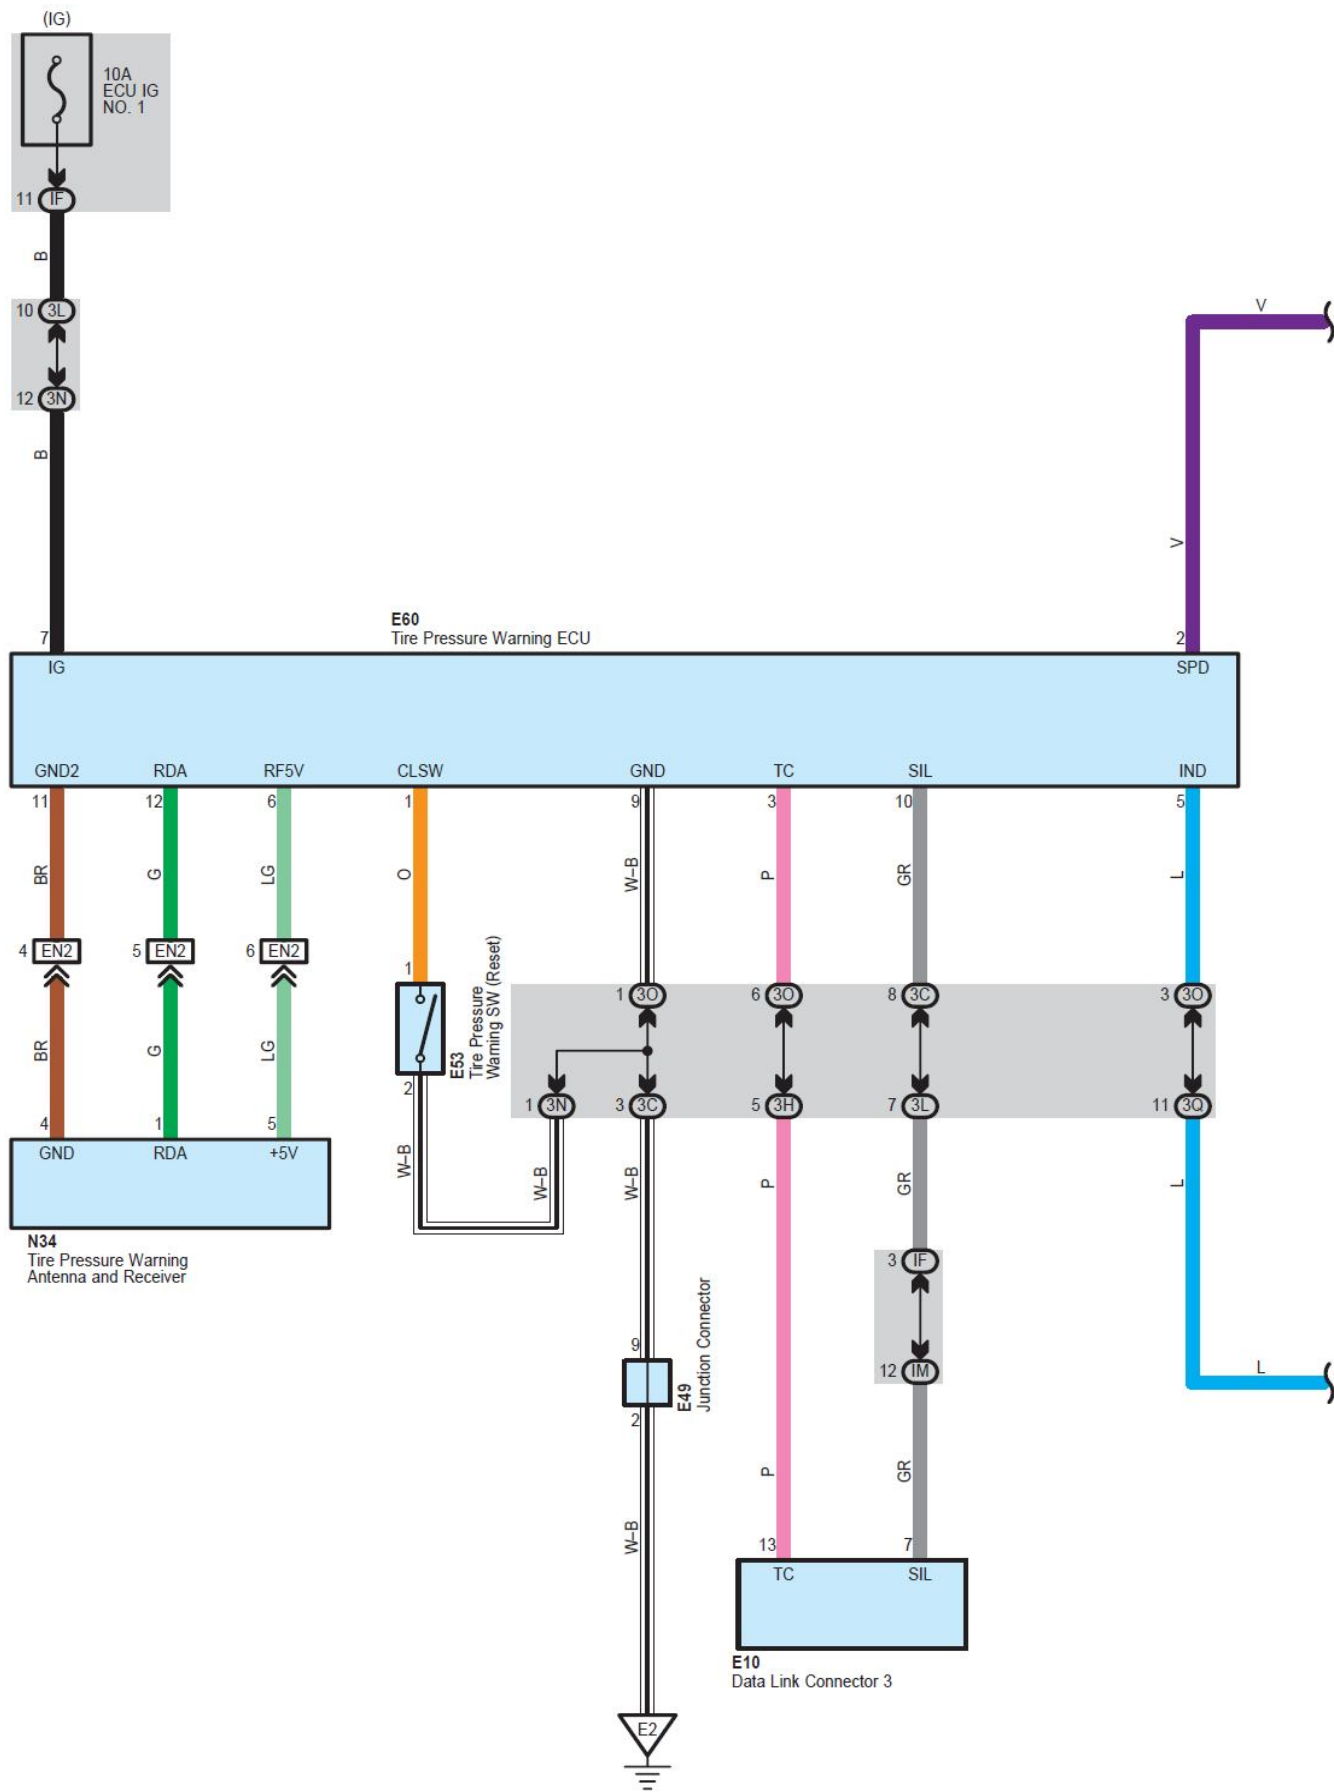 (IG)
10A
ECU IG
NO. 1
11 IF
B
10 3L
12 3N
B
V
V
E60
Tire Pressure Warning ECU
7
2
IG
SPD
GND2 RDA RF5V CLSW GND TC SIL IND
11 12 6 1 9 3 10 5
BR G LG O W–B P GR L
4 EN2 5 EN2 6 EN2
1
1 3O 6 3O 8 3C 3 3O
E53
Tire Pressure
Warning SW (Reset)
BR G LG
2
1 3N 3 3C 5 3H 7 3L 11 3Q
4 1 5
GND RDA +5V
W–B W–B W–B P GR L
N34
Tire Pressure Warning
Antenna and Receiver
3 IF
9
E49
Junction Connector
12 IM
L
2
W–B P GR
13 7
TC SIL
E10
Data Link Connector 3
E2